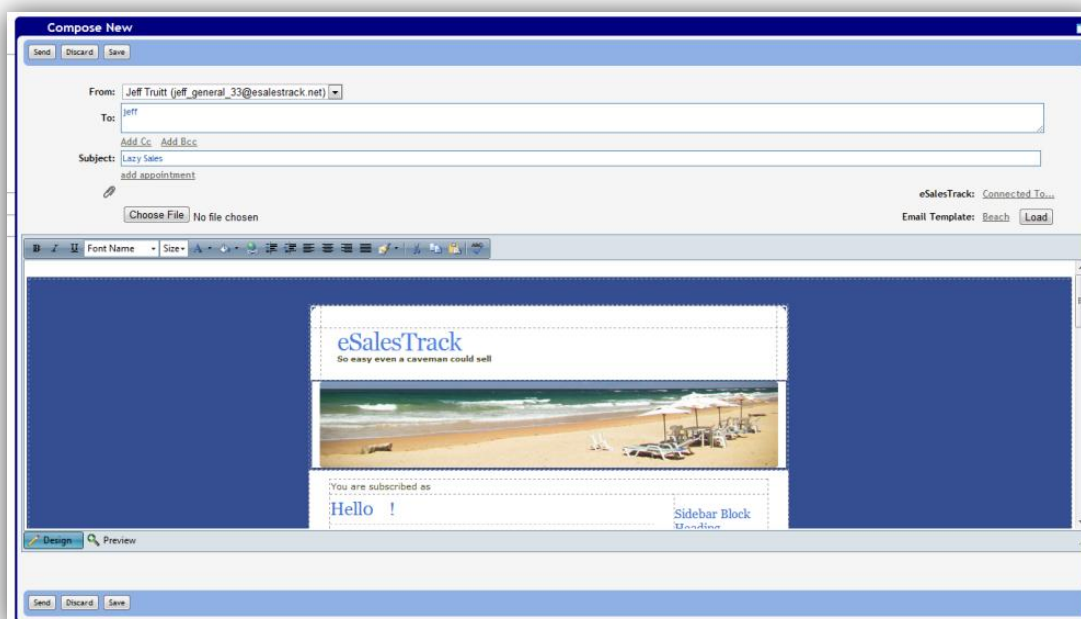 Compose New
Send Discard Save
From: Jeff Truitt (jeff_general_33@esalestrack.net)
To: jeff
Add Cc Add Bcc
Subject: Lazy Sales
add appointment
eSalesTrack: Connected To...
Choose File No file chosen
Email Template: Beach Load
B I U Font Name Size A ABC
eSalesTrack
So easy even a caveman could sell
You are subscribed as
Hello !
Sidebar Block
Heading
Design Preview
Send Discard Save